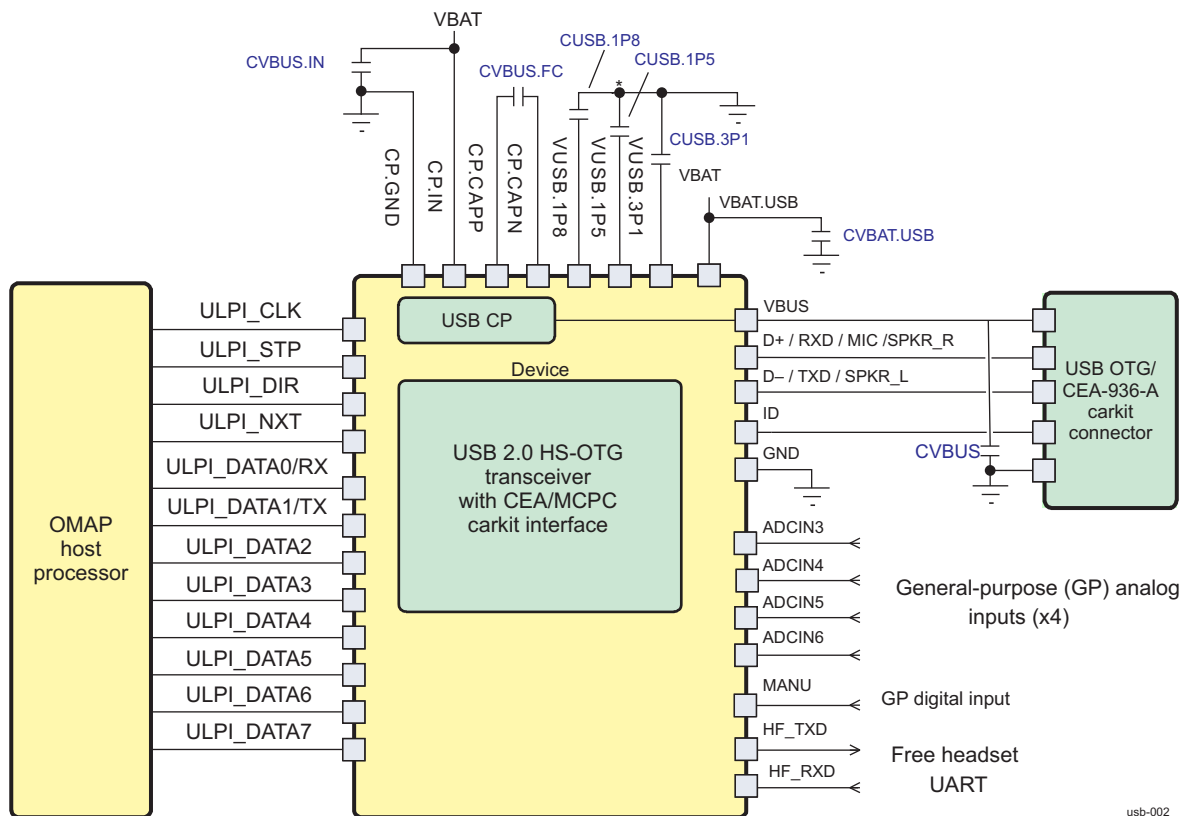 VBAT
CVBUS.IN
CVBUS.FC
CUSB.1P8
CUSB.1P5
*
CUSB.3P1
VBAT
VBAT.USB
CVBAT.USB
CP.GND
CP.IN
CP.CAPP
CP.CAPN
VUSB.1P8
VUSB.1P5
VUSB.3P1
OMAP
host
processor
ULPI_CLK
ULPI_STP
ULPI_DIR
ULPI_NXT
ULPI_DATA0/RX
ULPI_DATA1/TX
ULPI_DATA2
ULPI_DATA3
ULPI_DATA4
ULPI_DATA5
ULPI_DATA6
ULPI_DATA7
USB CP
Device
USB 2.0 HS-OTG
transceiver
with CEA/MCPC
carkit interface
VBUS
D+ / RXD / MIC /SPKR_R
D– / TXD / SPKR_L
ID
GND
CVBUS
USB OTG/
CEA-936-A
carkit
connector
ADCIN3
ADCIN4
ADCIN5
ADCIN6
General-purpose (GP) analog
inputs (x4)
MANU
GP digital input
HF_TXD
HF_RXD
Free headset
UART
usb-002